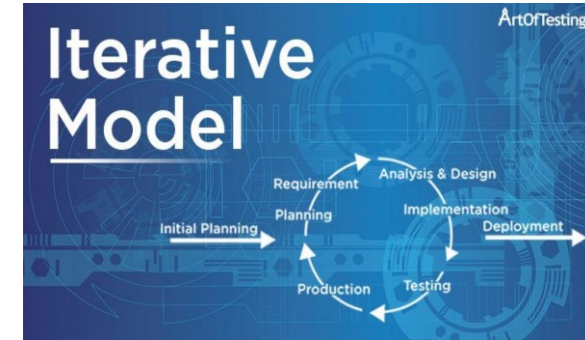 ArtOfTesting
Iterative
Model
Requirement
Analysis & Design
Planning
Implementation
Initial Planning
Deployment
Production
Testing